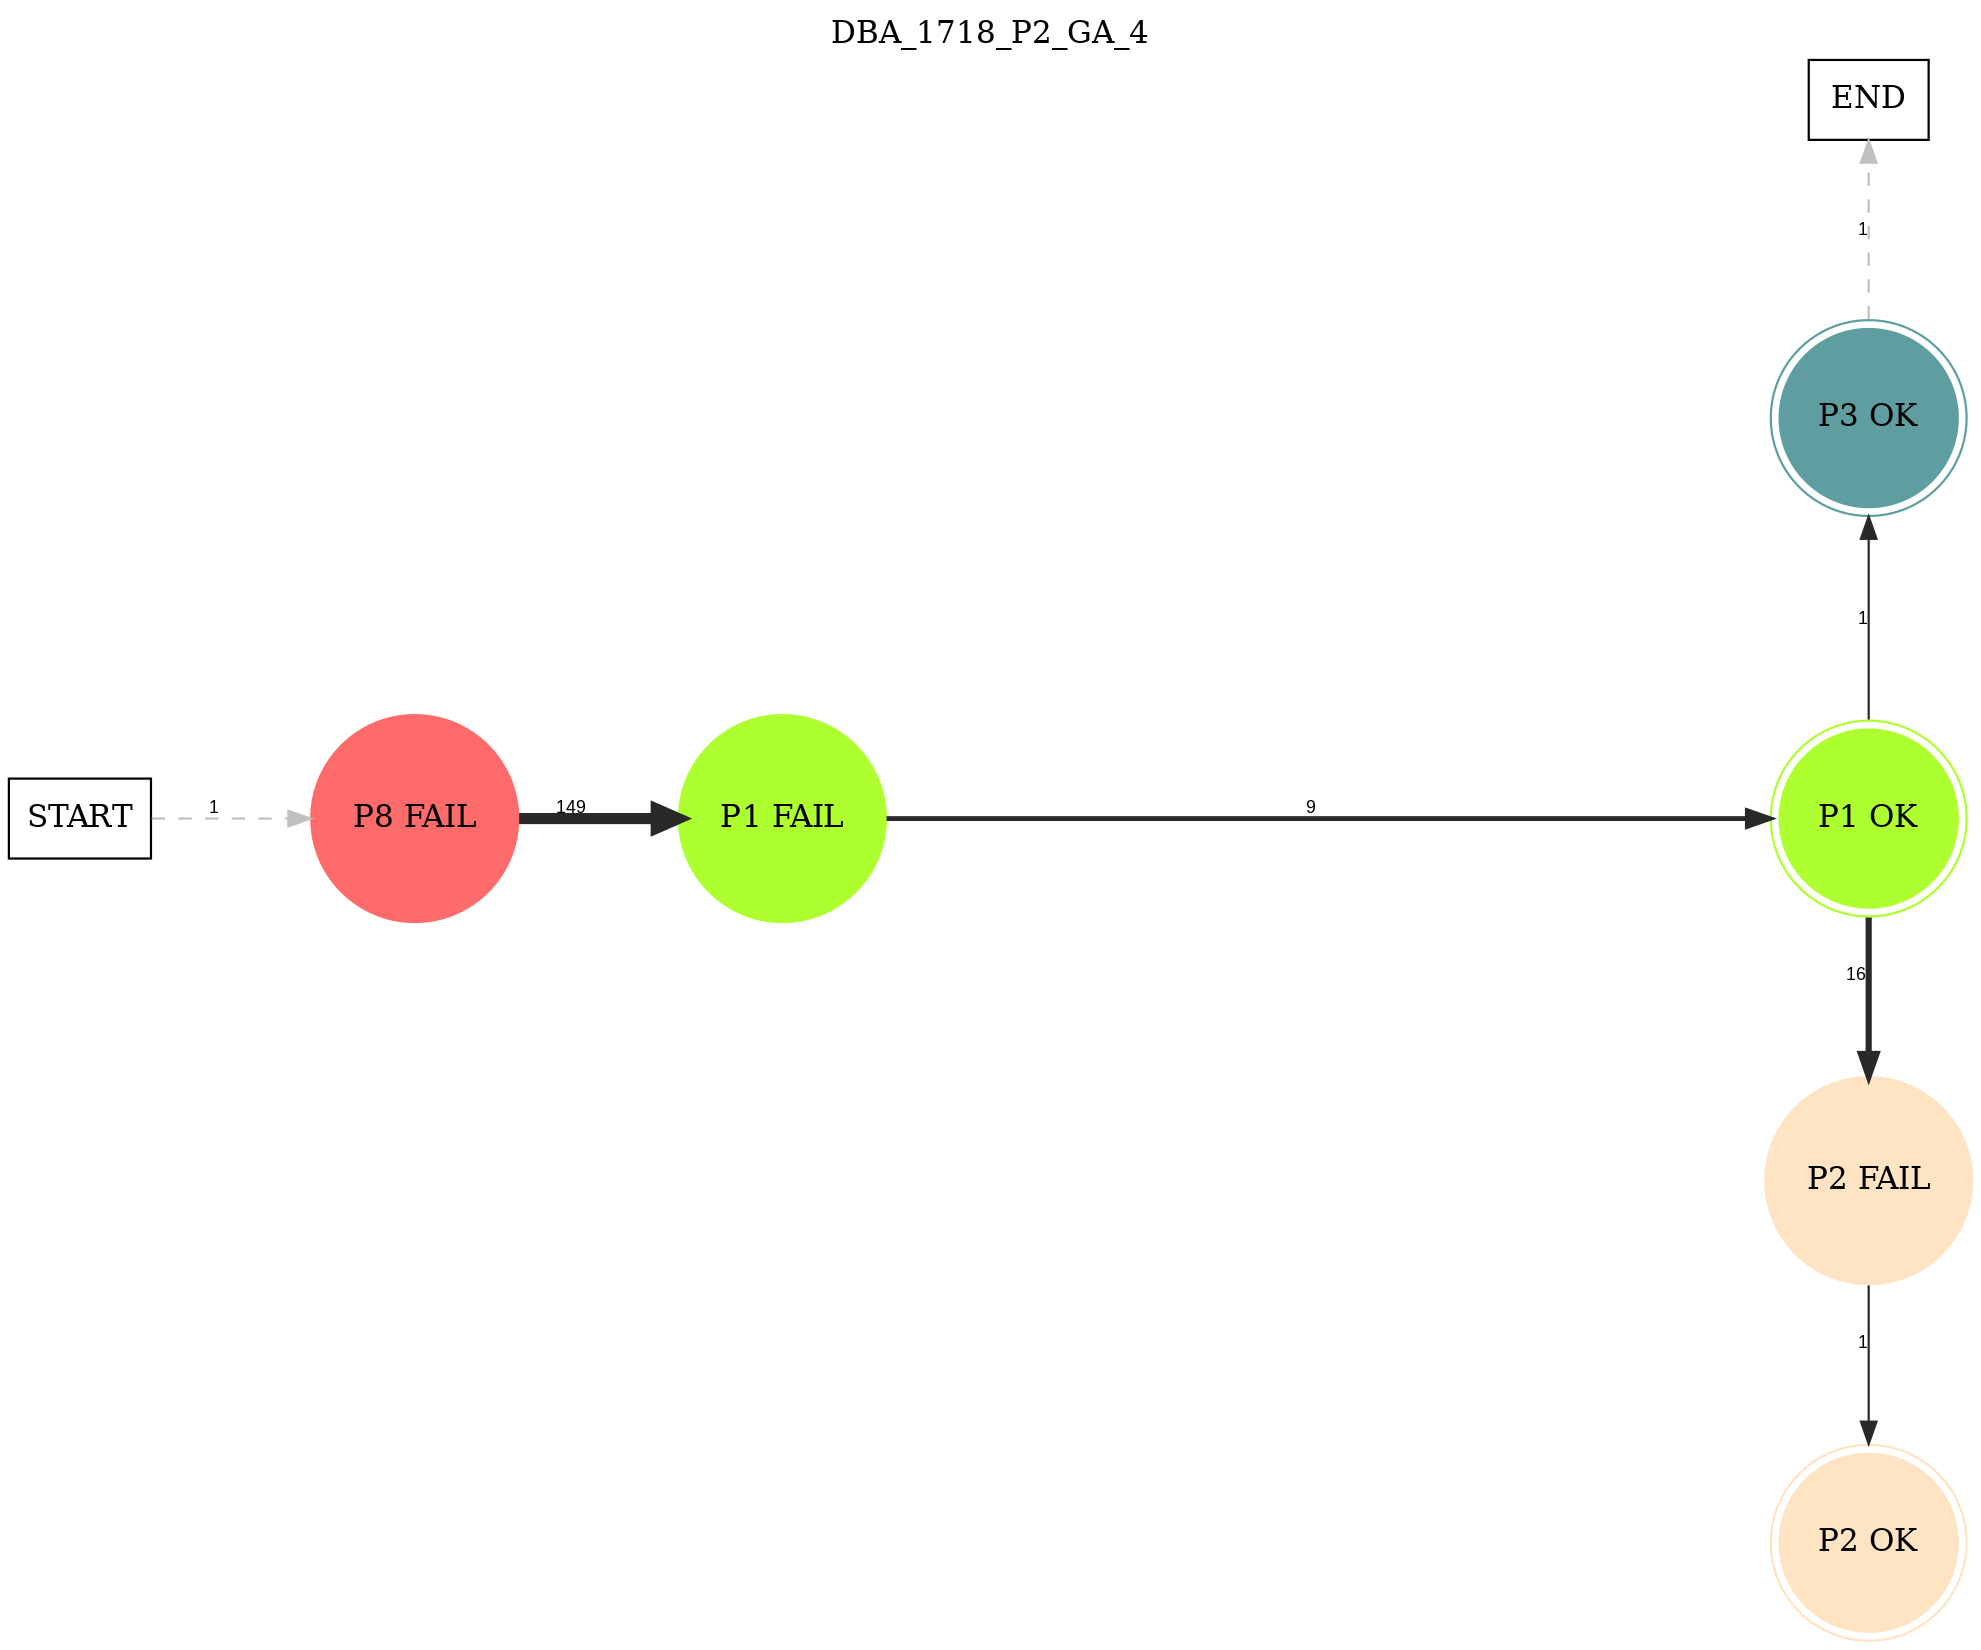 DBA_1718_P2_GA_4
END
1
P3 OK
1
START
1
P8 FAIL
149
P1 FAIL
9
P1 OK
16
P2 FAIL
1
P2 OK